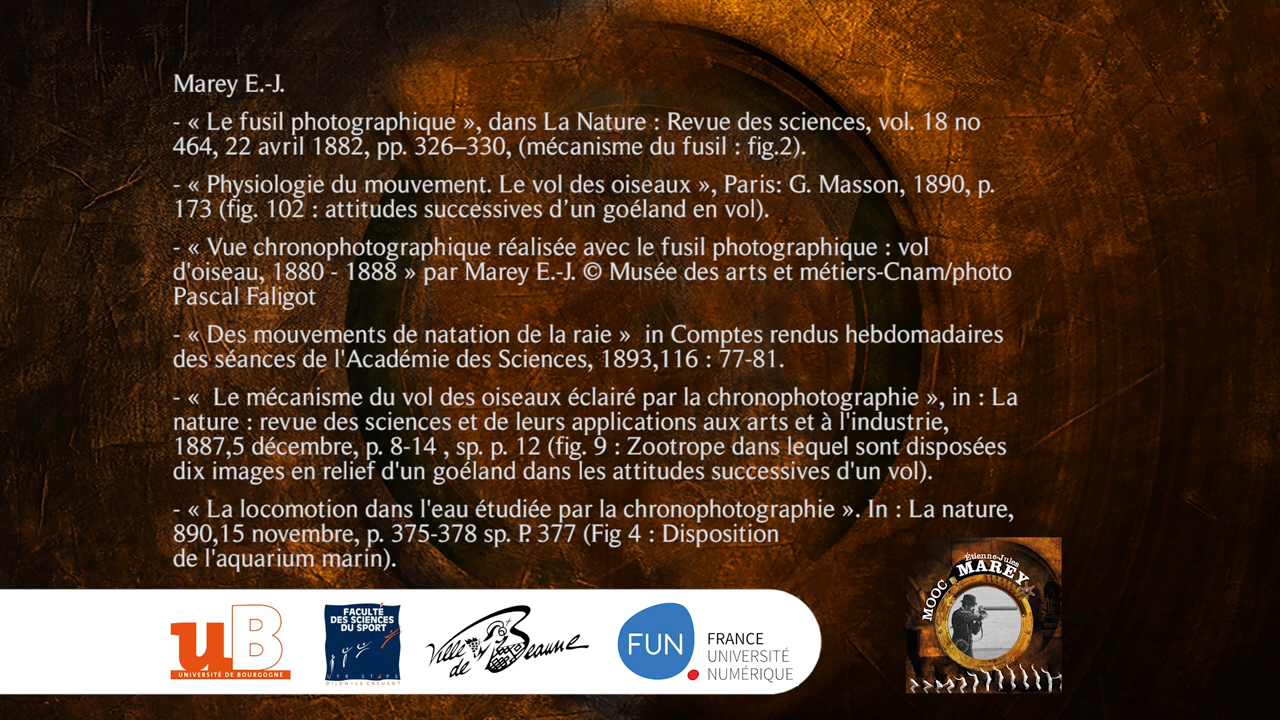 Marey E.-J.
- « Le fusil photographique », dans La Nature : Revue des sciences, vol. 18 no
464, 22 avril 1882, pp. 326–330, (mécanisme du fusil : fig.2).
- « Physiologie du mouvement. Le vol des oiseaux », Paris: G. Masson, 1890, p.
173 (fig. 102 : attitudes successives d’un goéland en vol).
- « Vue chronophotographique réalisée avec le fusil photographique : vol
d'oiseau, 1880 - 1888 » par Marey E.-J. © Musée des arts et métiers-Cnam/photo
Pascal Faligot
- « Des mouvements de natation de la raie »  in Comptes rendus hebdomadaires
des séances de l'Académie des Sciences, 1893,116 : 77-81.
- «  Le mécanisme du vol des oiseaux éclairé par la chronophotographie », in : La
nature : revue des sciences et de leurs applications aux arts et à l'industrie,
1887,5 décembre, p. 8-14 , sp. p. 12 (fig. 9 : Zootrope dans lequel sont disposées
dix images en relief d'un goéland dans les attitudes successives d'un vol).
- « La locomotion dans l'eau étudiée par la chronophotographie ». In : La nature,
890,15 novembre, p. 375-378 sp. P. 377 (Fig 4 : Disposition
de l'aquarium marin).
uB
UNIVERSITÉ DE BOURGOGNE
FACULTÉ
DES SCIENCES
DU SPORT
UFR STAPS
DIJON-LE CREUSOT
Ville
de Beaune
FUN
FRANCE
UNIVERSITÉ
NUMÉRIQUE
MOOC
Étienne-Jules
MAREY